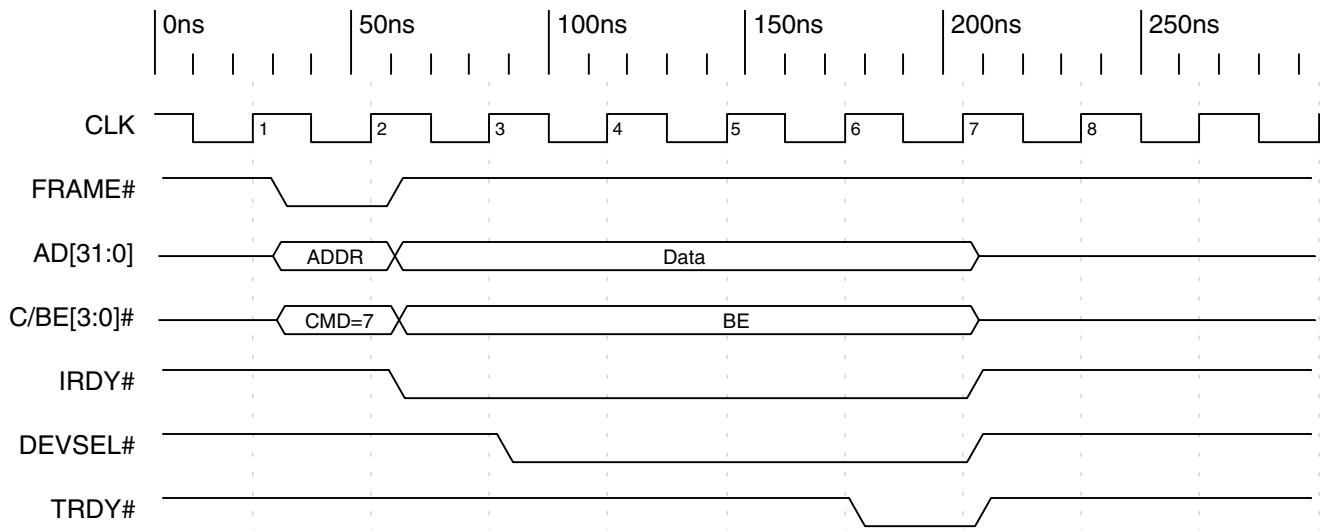 0ns 50ns 100ns 150ns 200ns 250ns
CLK 1 2 3 4 5 6 7 8
FRAME#
AD[31:0] ADDR Data
C/BE[3:0]# CMD=7 BE
IRDY#
DEVSEL#
TRDY#